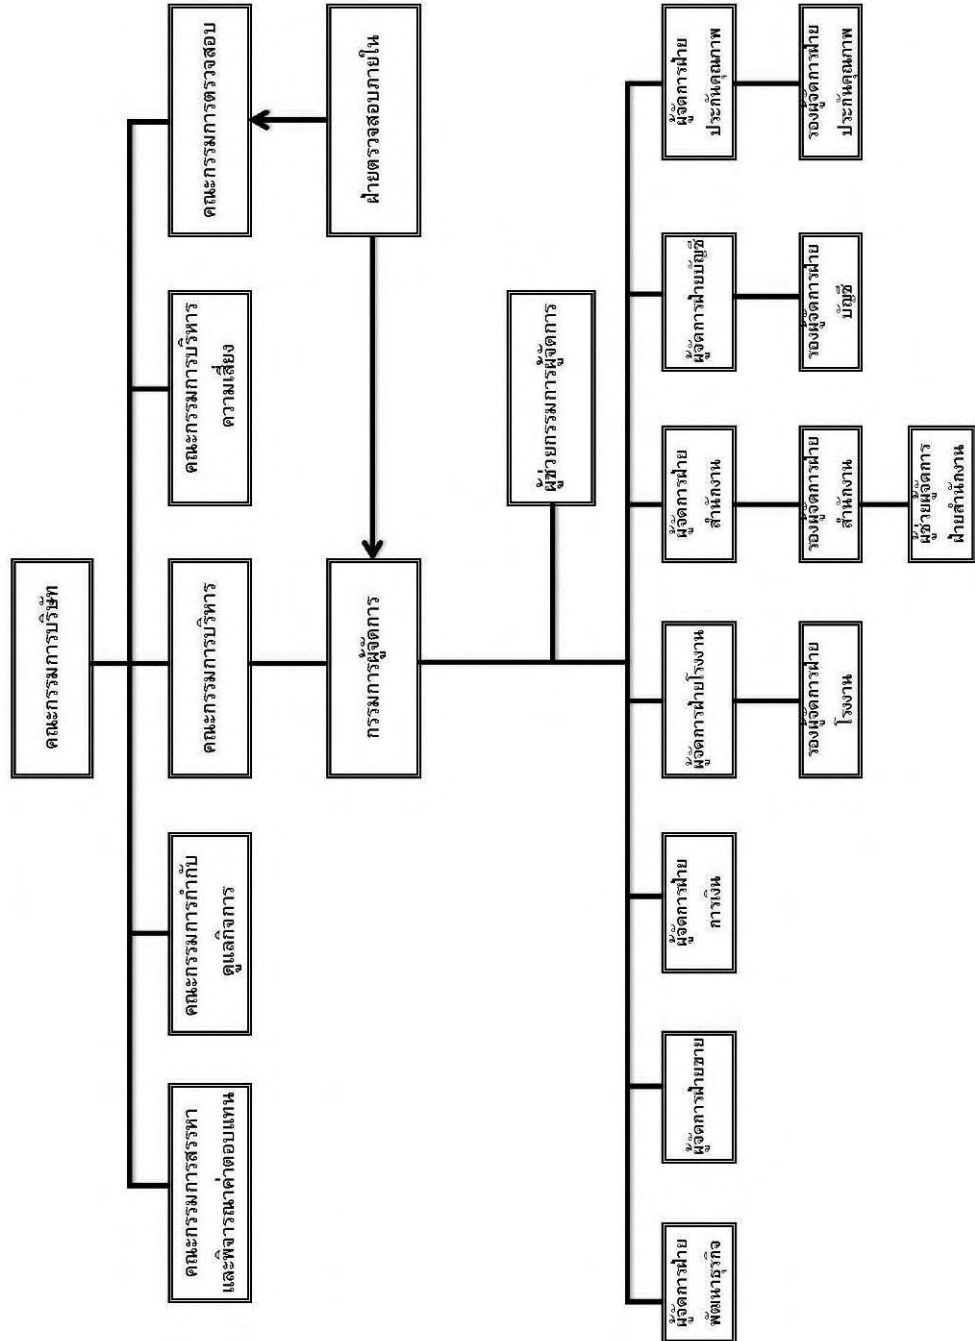 คณะกรรมการบริษัท
คณะกรรมการสรรหา
และพิจารณาค่าตอบแทน
คณะกรรมการกำกับ
ดูแลกิจการ
คณะกรรมการบริหาร
คณะกรรมการบริหาร
ความเสี่ยง
คณะกรรมการตรวจสอบ
กรรมการผู้จัดการ
ฝ่ายตรวจสอบภายใน
ผู้ช่วยกรรมการผู้จัดการ
ผู้จัดการฝ่าย
พัฒนาธุรกิจ
ผู้จัดการฝ่ายขาย
ผู้จัดการฝ่าย
การเงิน
ผู้จัดการฝ่ายโรงงาน
ผู้จัดการฝ่าย
สำนักงาน
ผู้จัดการฝ่ายบัญชี
ผู้จัดการฝ่าย
ประกันคุณภาพ
รองผู้จัดการฝ่าย
โรงงาน
รองผู้จัดการฝ่าย
สำนักงาน
รองผู้จัดการฝ่าย
บัญชี
รองผู้จัดการฝ่าย
ประกันคุณภาพ
ผู้ช่วยผู้จัดการ
ฝ่ายสำนักงาน